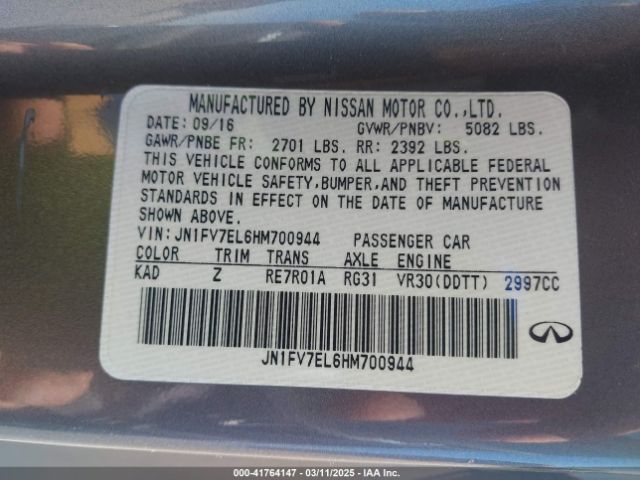 MANUFACTURED BY NISSAN MOTOR CO.,LTD.
DATE: 09/16 GVWR/PNBV: 5082 LBS.
GAWR/PNBE FR: 2701 LBS. RR: 2392 LBS.
THIS VEHICLE CONFORMS TO ALL APPLICABLE FEDERAL
MOTOR VEHICLE SAFETY,BUMPER,AND THEFT PREVENTION
STANDARDS IN EFFECT ON THE DATE OF MANUFACTURE
SHOWN ABOVE.
VIN: JN1FV7EL6HM700944 PASSENGER CAR
COLOR TRIM TRANS AXLE ENGINE
KAD Z RE7R01A RG31 VR30(DDTT) 2997CC
JN1FV7EL6HM700944
000-41764147 - 03/11/2025 - IAAI.COM